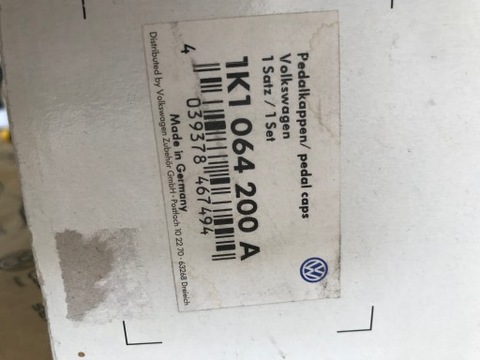 Pedalkappen/ pedal caps
Volkswagen
1 Satz / 1 Set
1K1 064 200 A
4 039378 467494
Made in Germany
Distributed by Volkswagen Zubehör GmbH · Postfach 10 22 70 · 63268 Dreieich